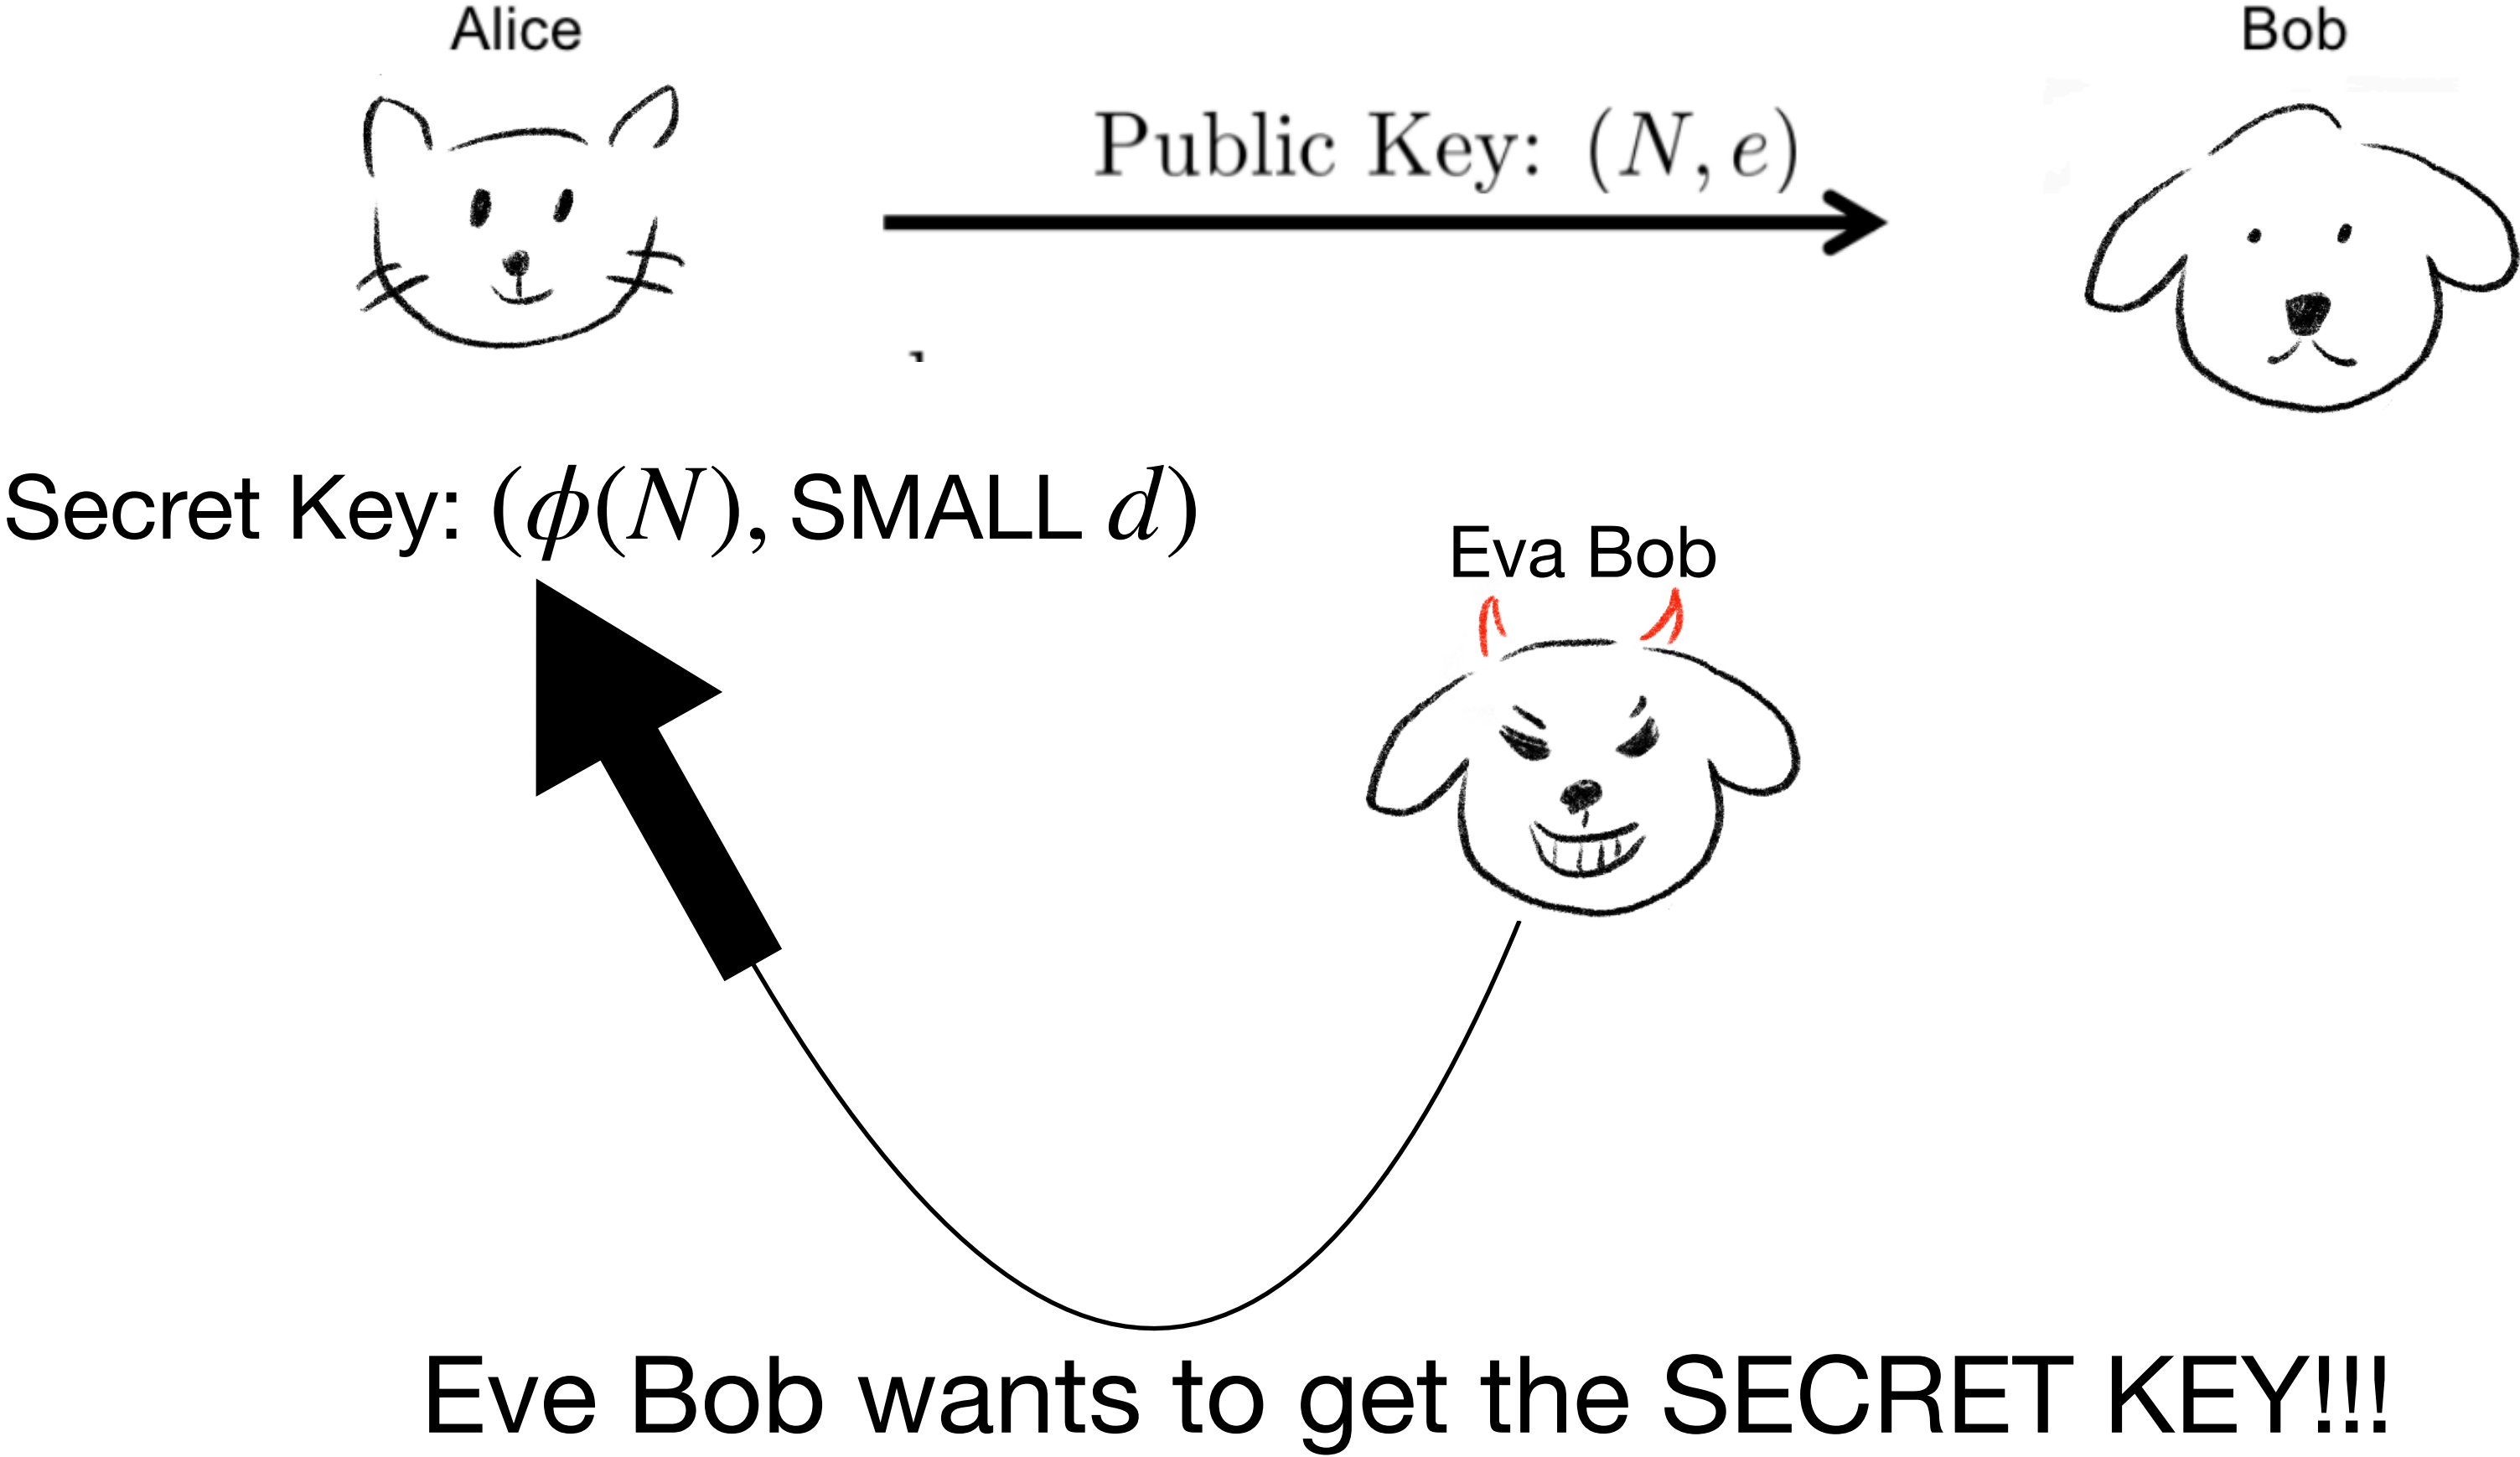 Alice
Bob
Public Key: (N, e)
Secret Key: (ϕ(N), SMALL d)
Eva Bob
Eve Bob wants to get the SECRET KEY!!!